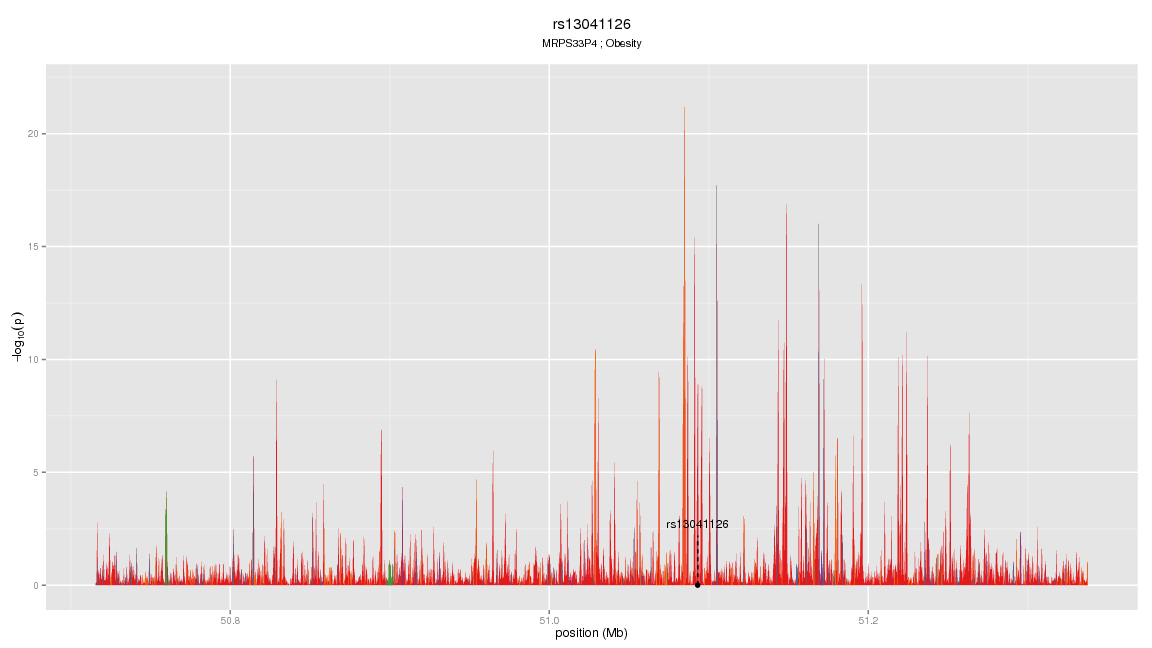 rs13041126
MRPS33P4 ; Obesity
20
15
10
5
0
−log10(p)
rs13041126
50.8 51.0 51.2
position (Mb)